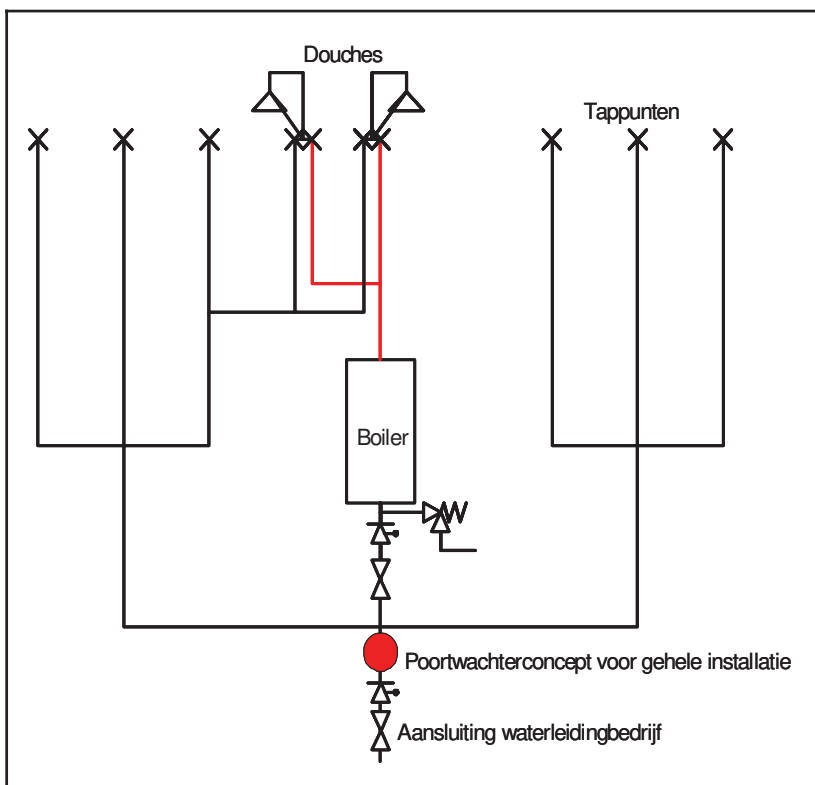 Douches
Tappunten
Boiler
Poortwachterconcept voor gehele installatie
Aansluiting waterleidingbedrijf